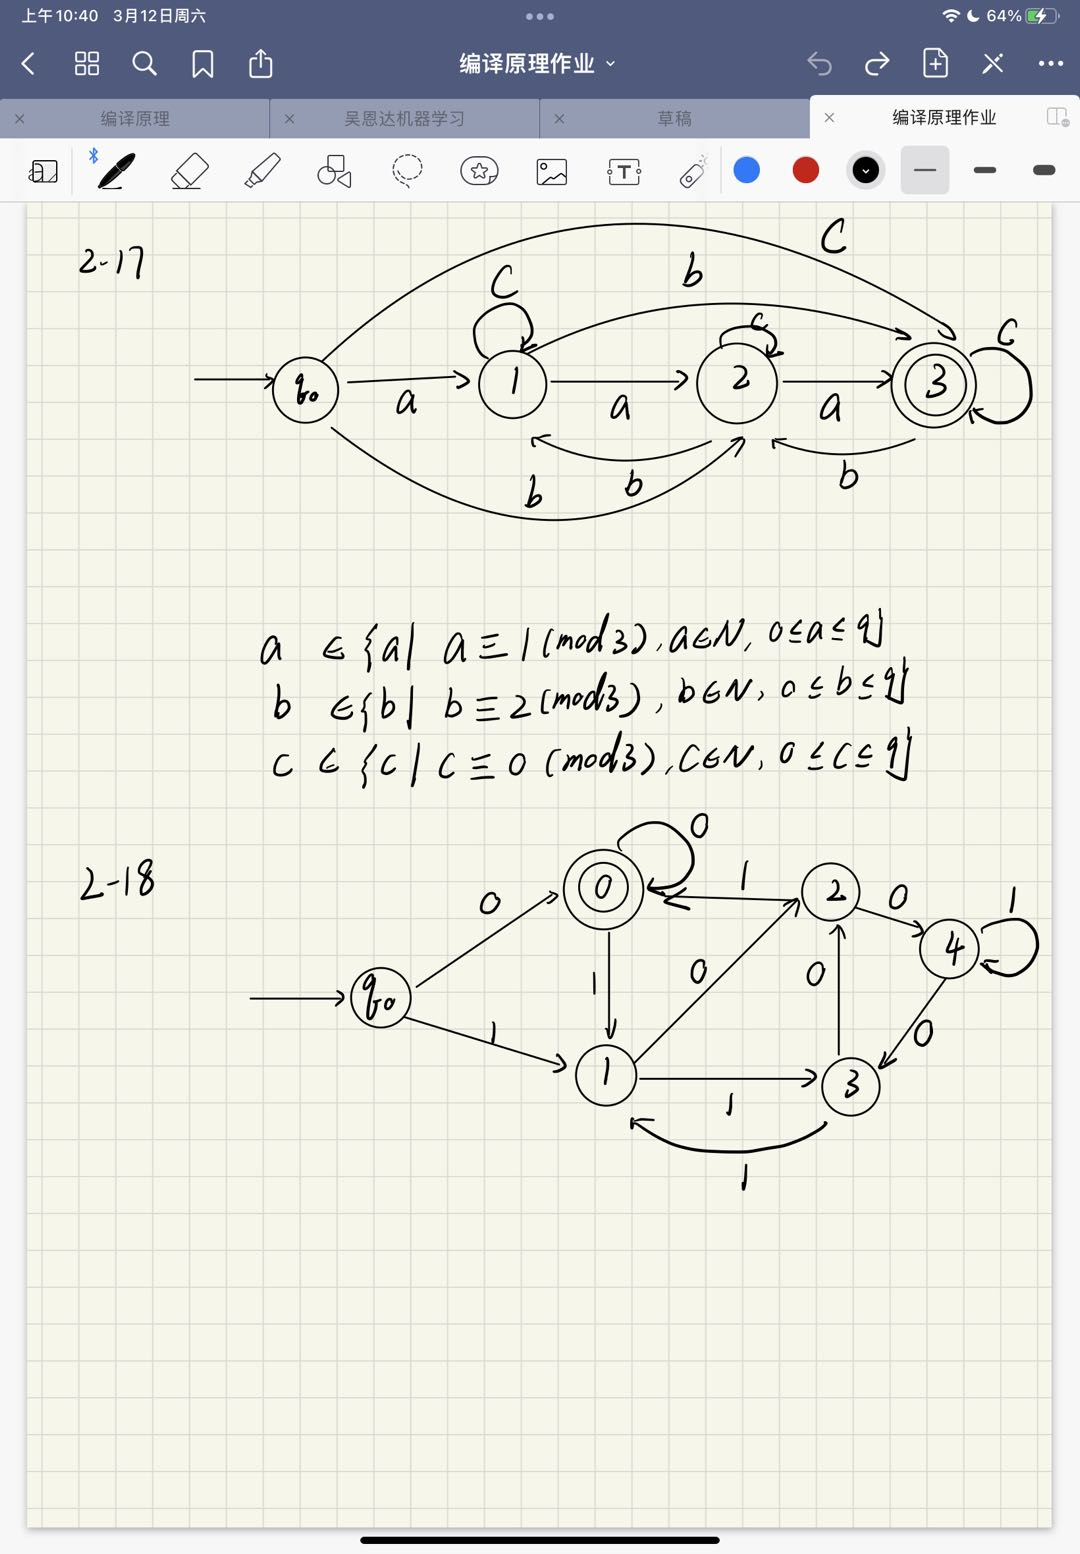 上午10:40 3月12日周六 64%
编译原理作业
编译原理 吴恩达机器学习 草稿 编译原理作业
T
2-17
C
b
C
c
C
q₀ 1 2 3
a a a
b b b
a ∈ {a| a ≡ 1 (mod 3), a∈N, 0≤a≤9}
b ∈ {b| b ≡ 2 (mod 3), b∈N, 0≤b≤9}
c ∈ {c| c ≡ 0 (mod 3), c∈N, 0≤c≤9}
2-18
0
0 0 1 2 0 1
4
q₀ 1 0 0
1 0
1 1 3
1